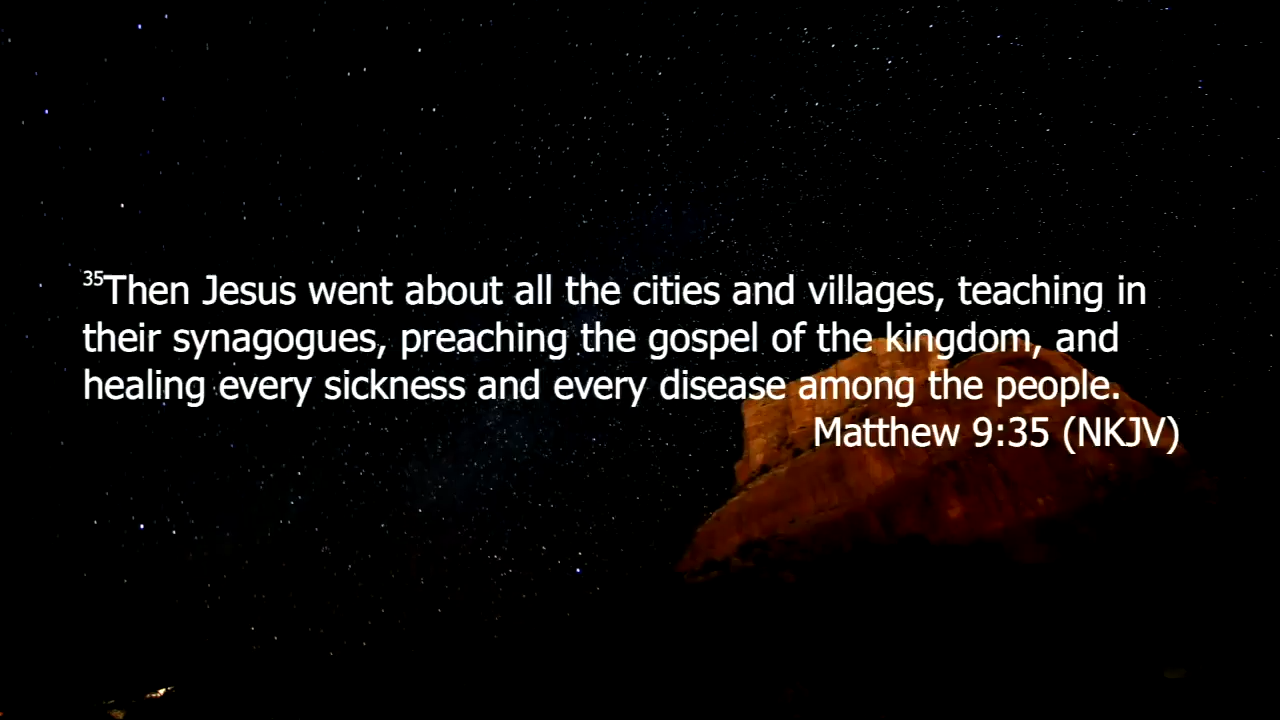 35Then Jesus went about all the cities and villages, teaching in
their synagogues, preaching the gospel of the kingdom, and
healing every sickness and every disease among the people.
Matthew 9:35 (NKJV)